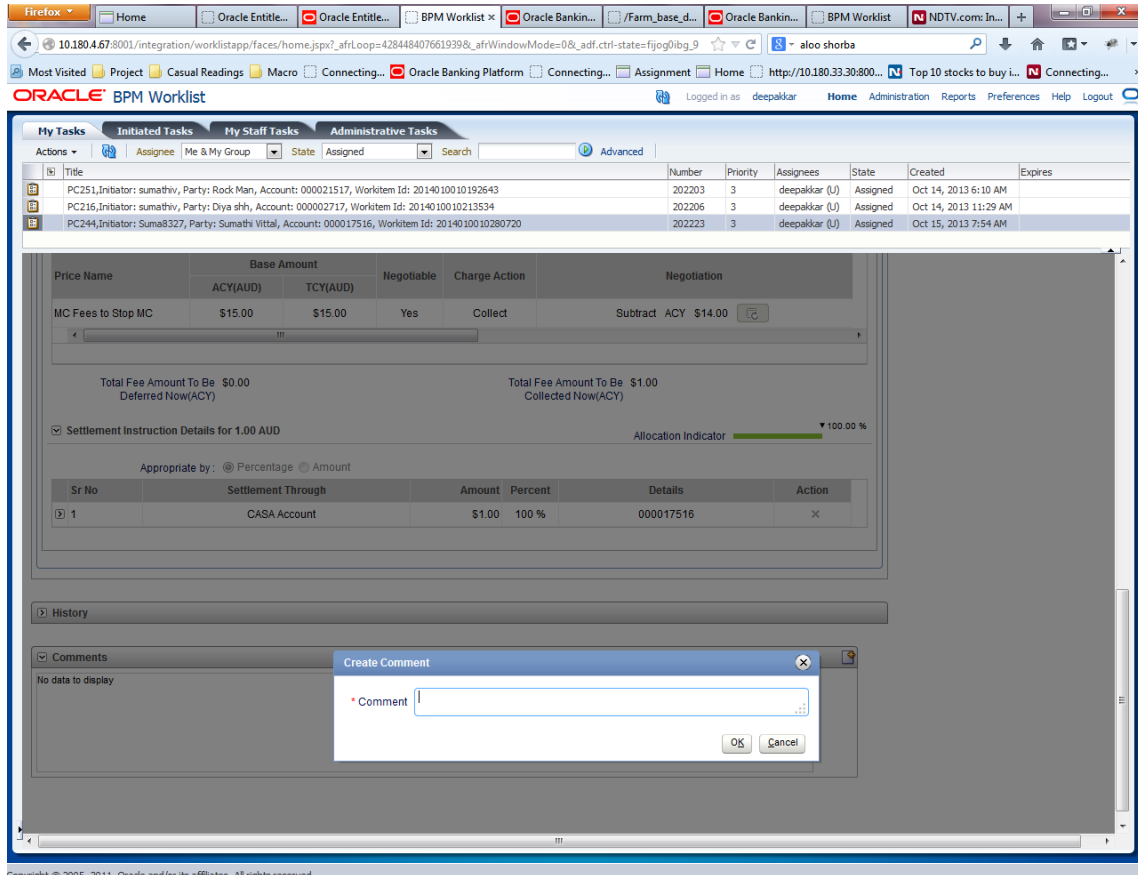 Firefox
Home
Oracle Entitle...
Oracle Entitle...
BPM Worklist ×
Oracle Bankin...
/Farm_base_d...
Oracle Bankin...
BPM Worklist
NDTV.com: In...
10.180.4.67:8001/integration/worklistapp/faces/home.jspx?_afrLoop=428448407661939&_afrWindowMode=0&_adf.ctrl-state=fijog0ibg_9
aloo shorba
Most Visited Project Casual Readings Macro Connecting... Oracle Banking Platform Connecting... Assignment Home http://10.180.33.30:800... Top 10 stocks to buy i... Connecting...
ORACLE BPM Worklist
Logged in as deepakkar Home Administration Reports Preferences Help Logout
My Tasks Initiated Tasks My Staff Tasks Administrative Tasks
Actions Assignee Me & My Group State Assigned Search Advanced
Title Number Priority Assignees State Created Expires
PC251,Initiator: sumathiv, Party: Rock Man, Account: 000021517, Workitem Id: 2014010010192643 202203 3 deepakkar (U) Assigned Oct 14, 2013 6:10 AM
PC216,Initiator: sumathiv, Party: Diya shh, Account: 000002717, Workitem Id: 2014010010213534 202206 3 deepakkar (U) Assigned Oct 14, 2013 11:29 AM
PC244,Initiator: Suma8327, Party: Sumathi Vittal, Account: 000017516, Workitem Id: 2014010010280720 202223 3 deepakkar (U) Assigned Oct 15, 2013 7:54 AM
Price Name Base Amount Negotiable Charge Action Negotiation
ACY(AUD) TCY(AUD)
MC Fees to Stop MC $15.00 $15.00 Yes Collect Subtract ACY $14.00
Total Fee Amount To Be $0.00 Total Fee Amount To Be $1.00
Deferred Now(ACY) Collected Now(ACY)
Settlement Instruction Details for 1.00 AUD Allocation Indicator 100.00 %
Appropriate by : Percentage Amount
Sr No Settlement Through Amount Percent Details Action
1 CASA Account $1.00 100 % 000017516
History
Comments
No data to display
Create Comment
* Comment
OK Cancel
Copyright © 2005, 2011, Oracle and/or its affiliates. All rights reserved.